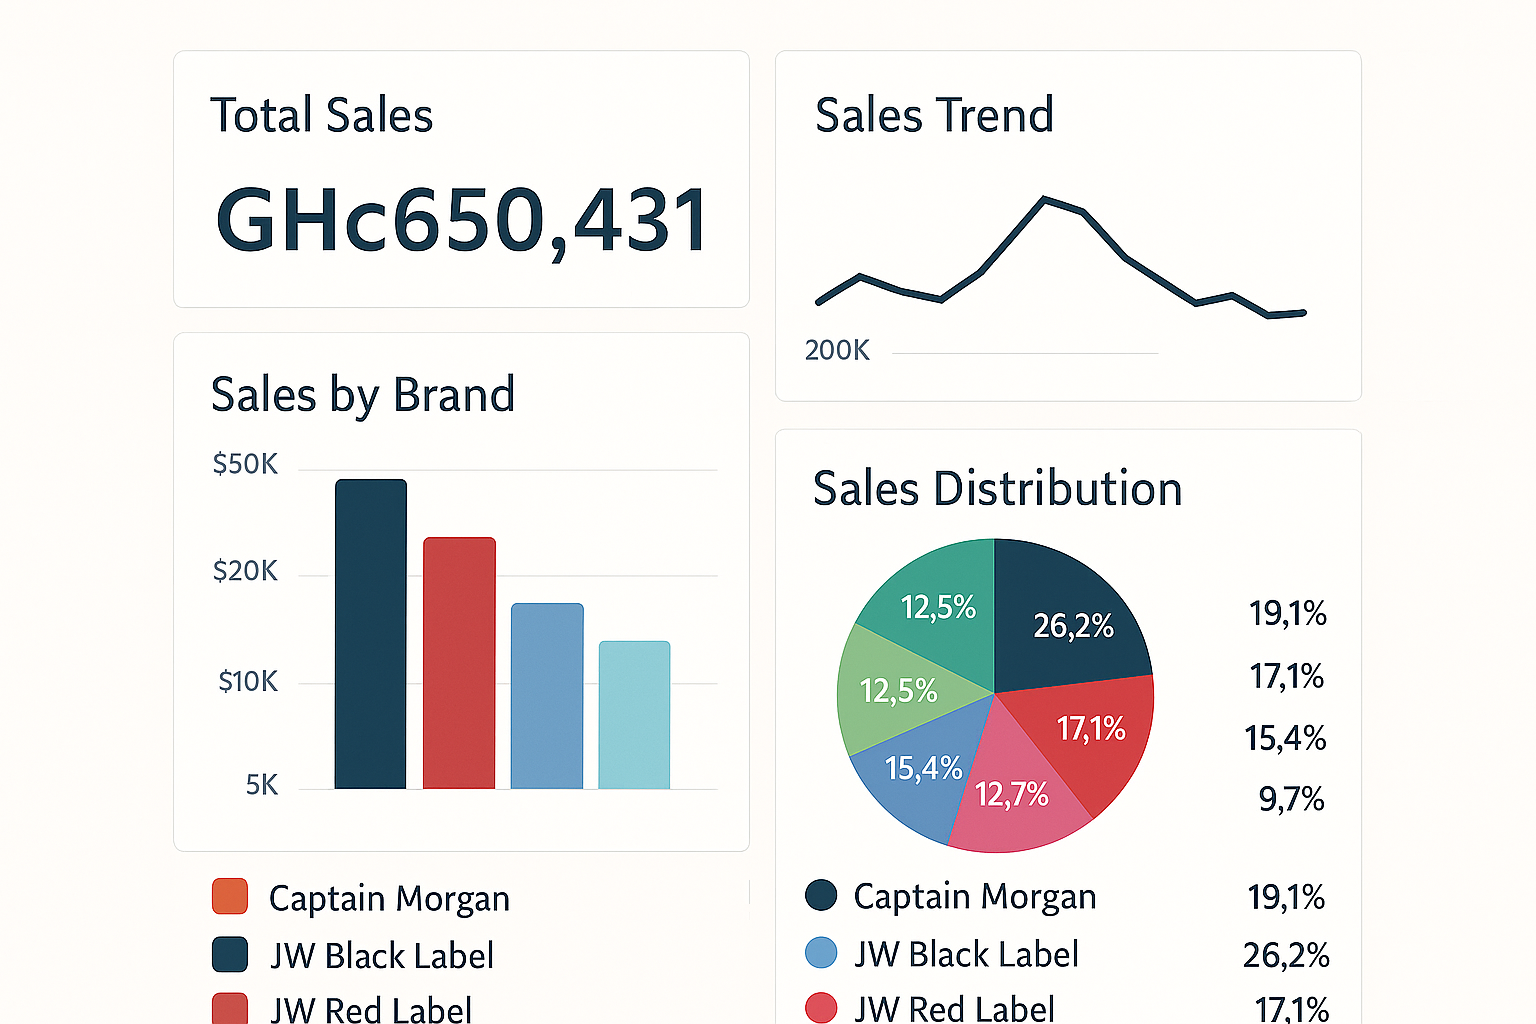 Total Sales
GHc650,431
Sales Trend
200K
Sales by Brand
$50K
$20K
$10K
5K
Captain Morgan
JW Black Label
JW Red Label
Sales Distribution
12,5%
26,2%
12,5%
17,1%
15,4%
12,7%
19,1%
17,1%
15,4%
9,7%
Captain Morgan 19,1%
JW Black Label 26,2%
JW Red Label 17,1%